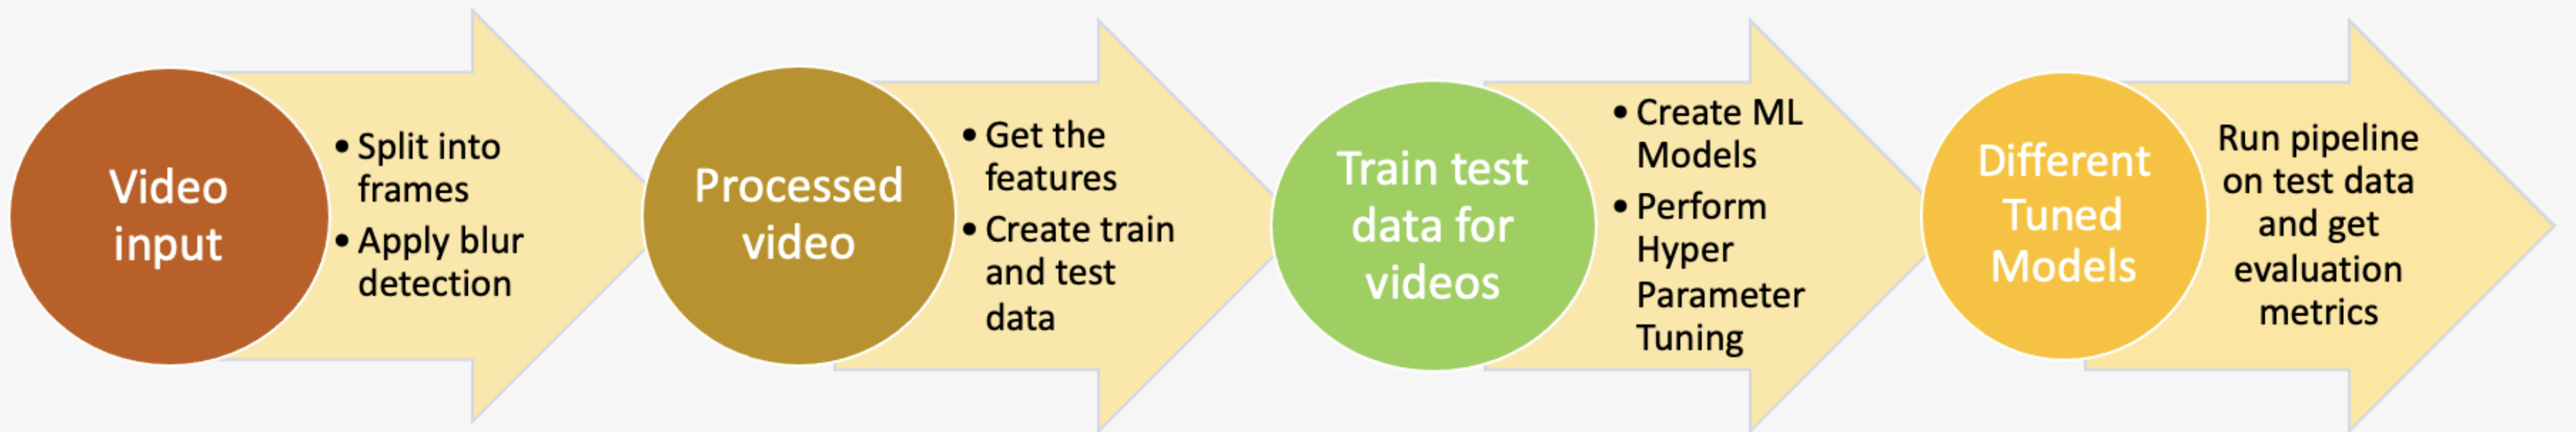 Video
input
• Split into
frames
• Apply blur
detection
Processed
video
• Get the
features
• Create train
and test
data
Train test
data for
videos
• Create ML
Models
• Perform
Hyper
Parameter
Tuning
Different
Tuned
Models
Run pipeline
on test data
and get
evaluation
metrics